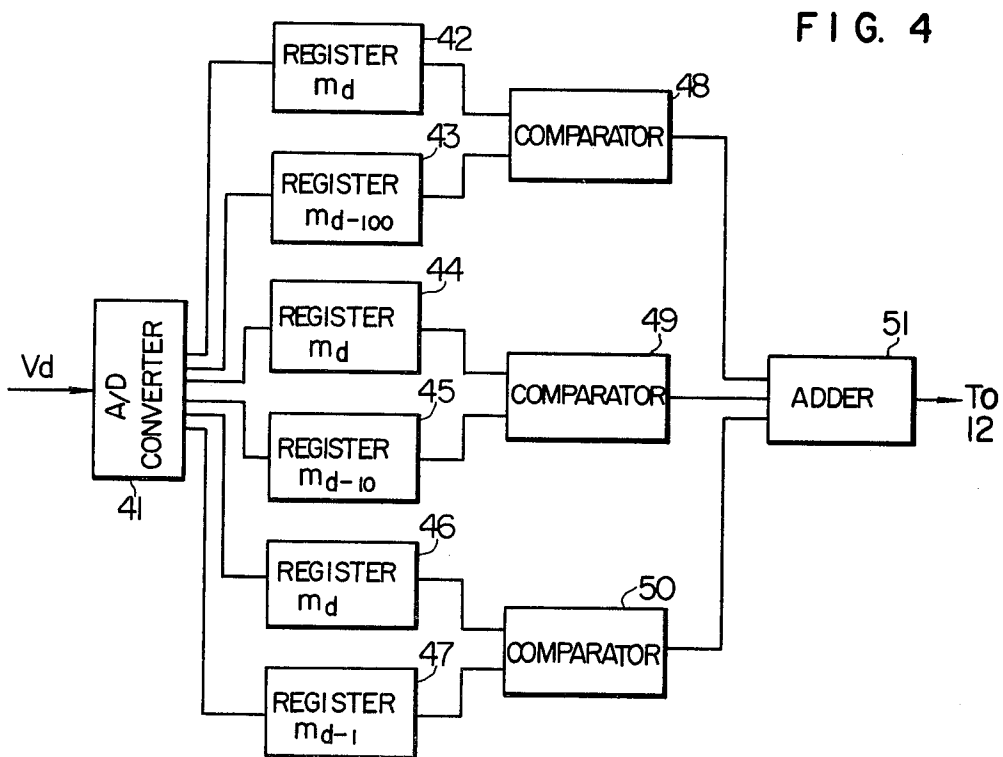 FIG. 4
42
REGISTER
md
43
REGISTER
md-100
48
COMPARATOR
44
REGISTER
md
49
COMPARATOR
45
REGISTER
md-10
Vd
A/D
CONVERTER
41
51
ADDER
TO
12
46
REGISTER
md
50
COMPARATOR
47
REGISTER
md-1